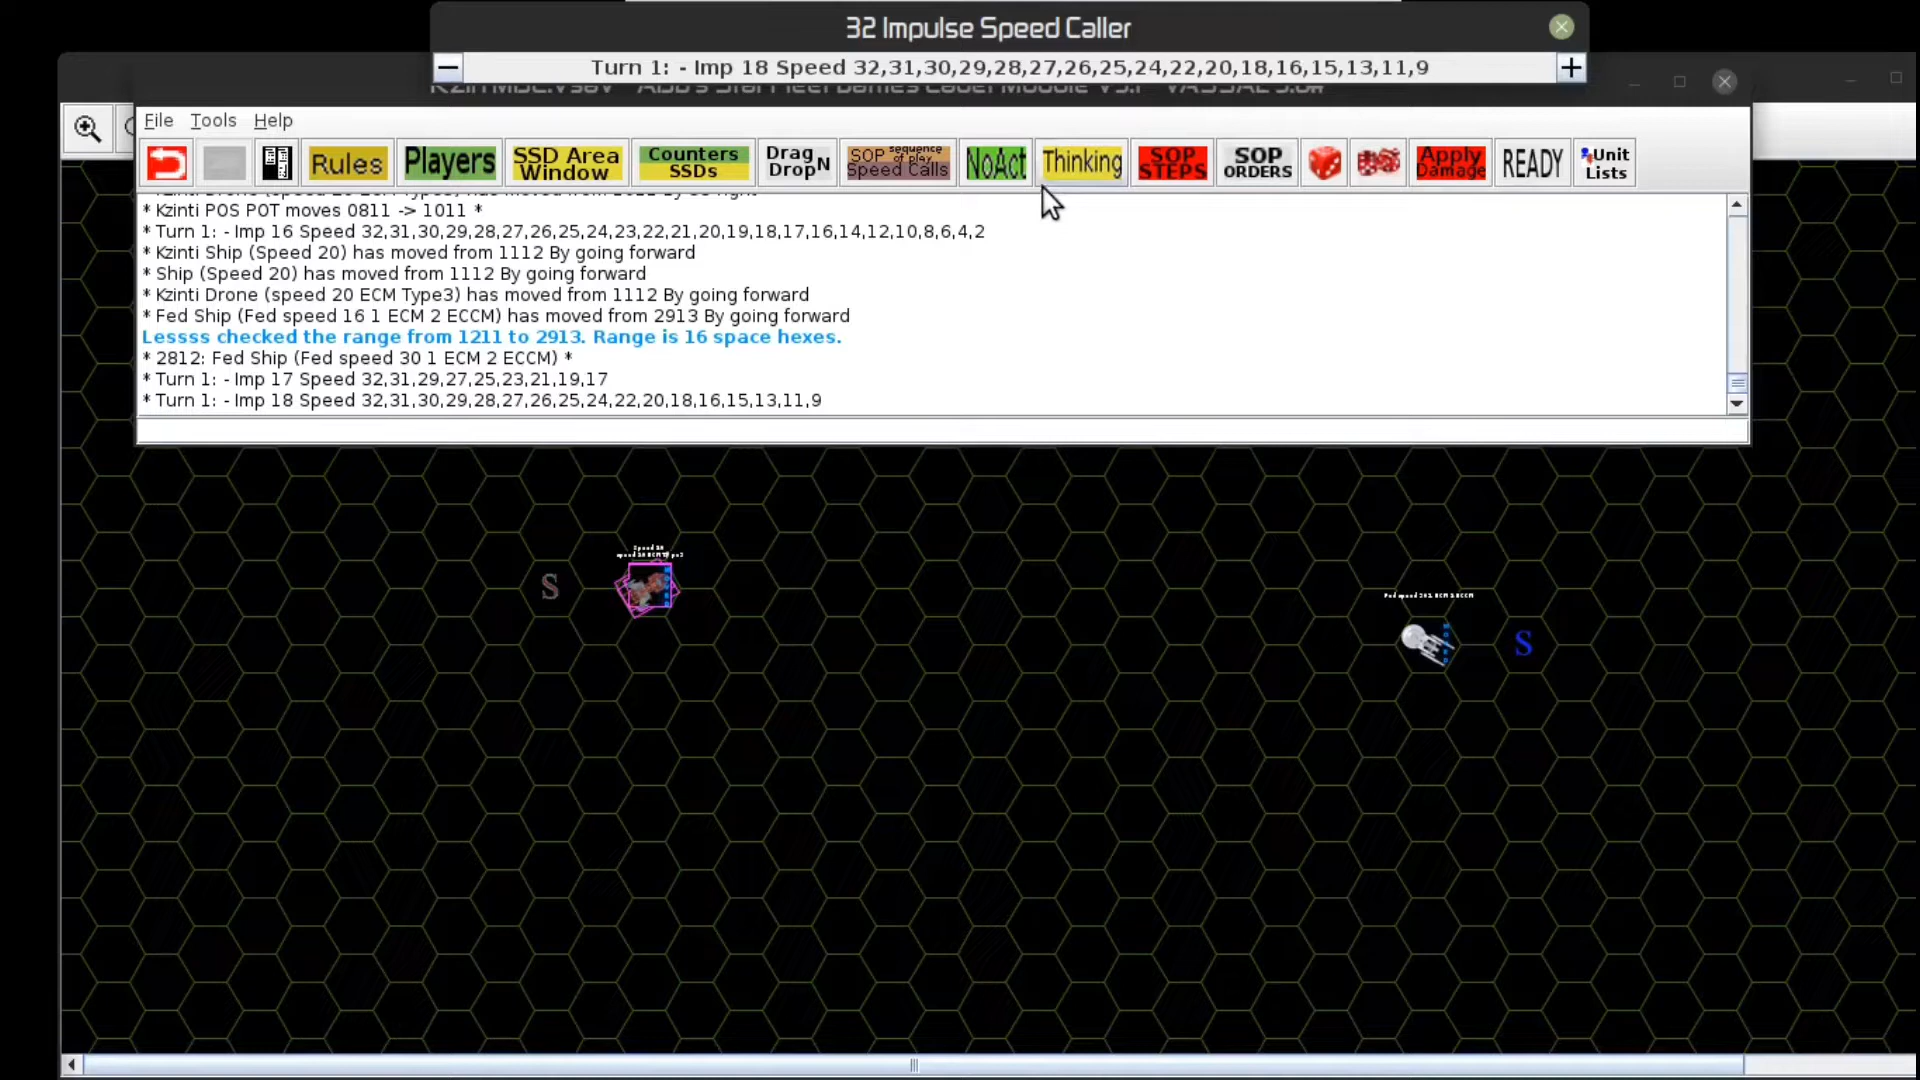 32 Impulse Speed Caller
Turn 1: - Imp 18 Speed 32,31,30,29,28,27,26,25,24,22,20,18,16,15,13,11,9
File Tools Help
Rules
Players
SSD Area Window
Counters SSDs
Drag N Drop
SOP sequence of play Speed Calls
NoAct
Thinking
SOP STEPS
SOP ORDERS
Apply Damage
READY
Unit Lists
* Kzinti POS POT moves 0811 -> 1011 *
* Turn 1: - Imp 16 Speed 32,31,30,29,28,27,26,25,24,23,22,21,20,19,18,17,16,14,12,10,8,6,4,2
* Kzinti Ship (Speed 20) has moved from 1112 By going forward
* Ship (Speed 20) has moved from 1112 By going forward
* Kzinti Drone (speed 20 ECM Type3) has moved from 1112 By going forward
* Fed Ship (Fed speed 16 1 ECM 2 ECCM) has moved from 2913 By going forward
Lessss checked the range from 1211 to 2913. Range is 16 space hexes.
* 2812: Fed Ship (Fed speed 30 1 ECM 2 ECCM) *
* Turn 1: - Imp 17 Speed 32,31,29,27,25,23,21,19,17
* Turn 1: - Imp 18 Speed 32,31,30,29,28,27,26,25,24,22,20,18,16,15,13,11,9
S
S